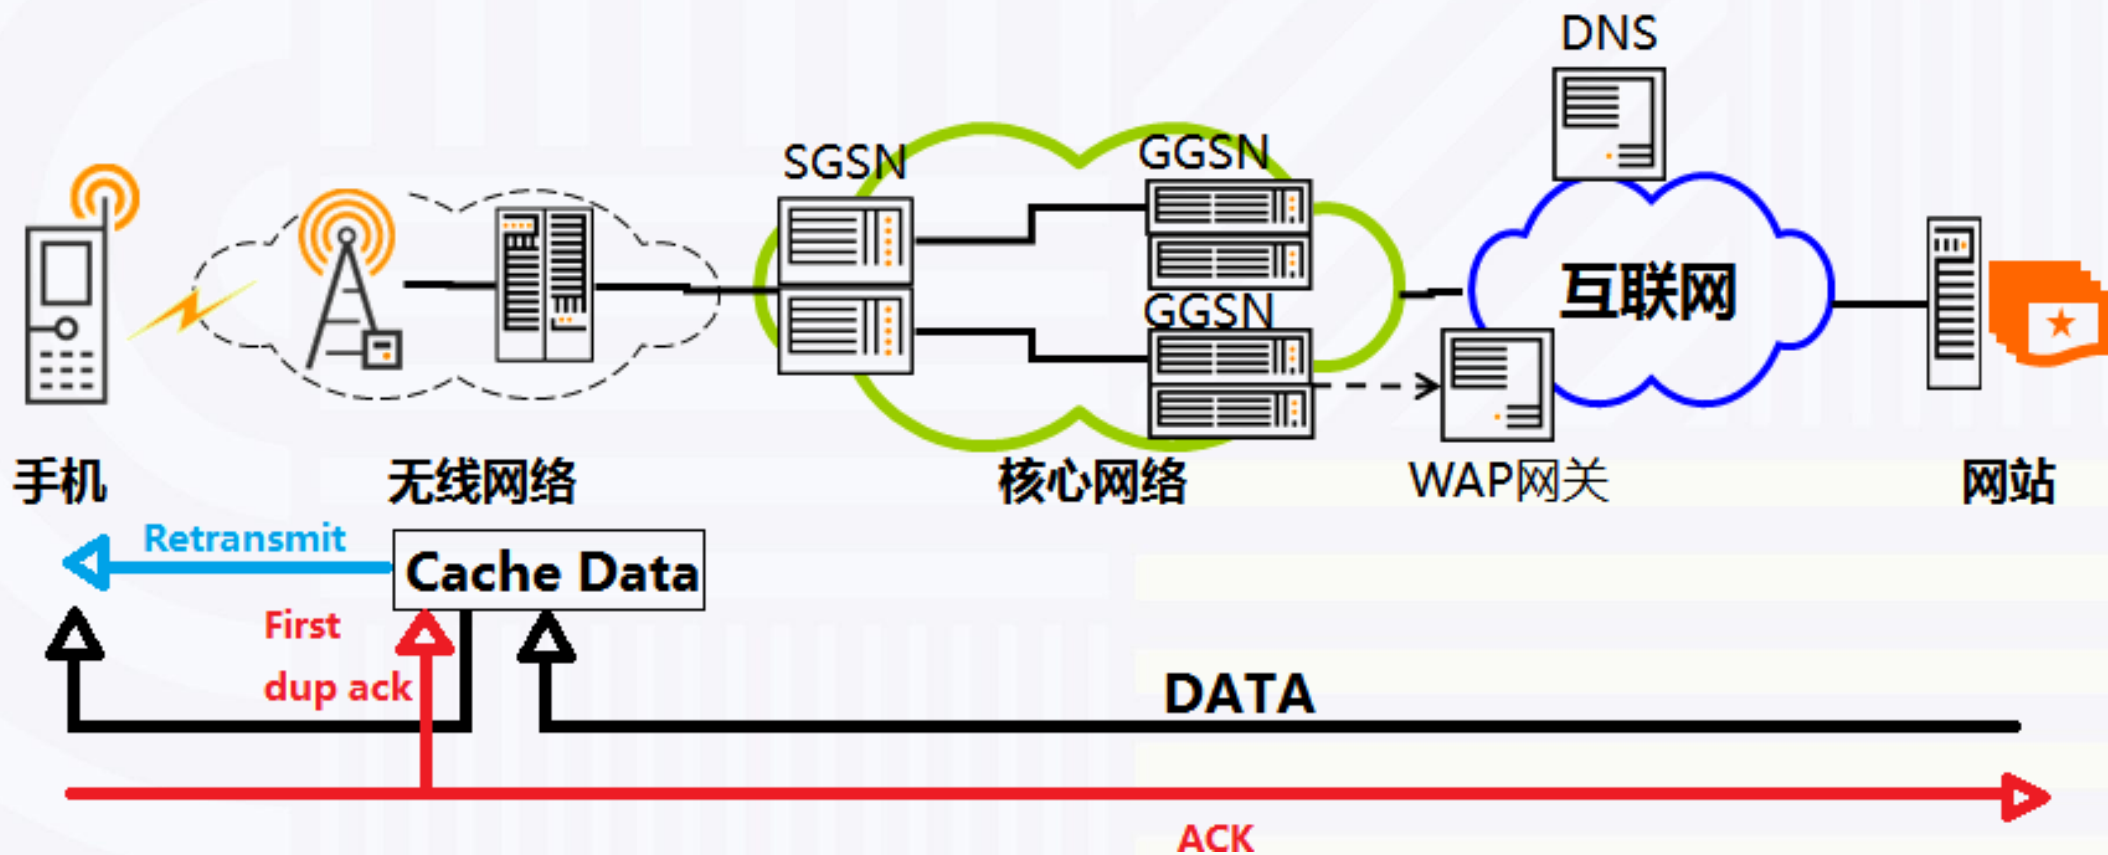 DNS
SGSN
GGSN
GGSN
互联网
手机
无线网络
核心网络
WAP网关
网站
Retransmit
Cache Data
First
dup ack
DATA
ACK